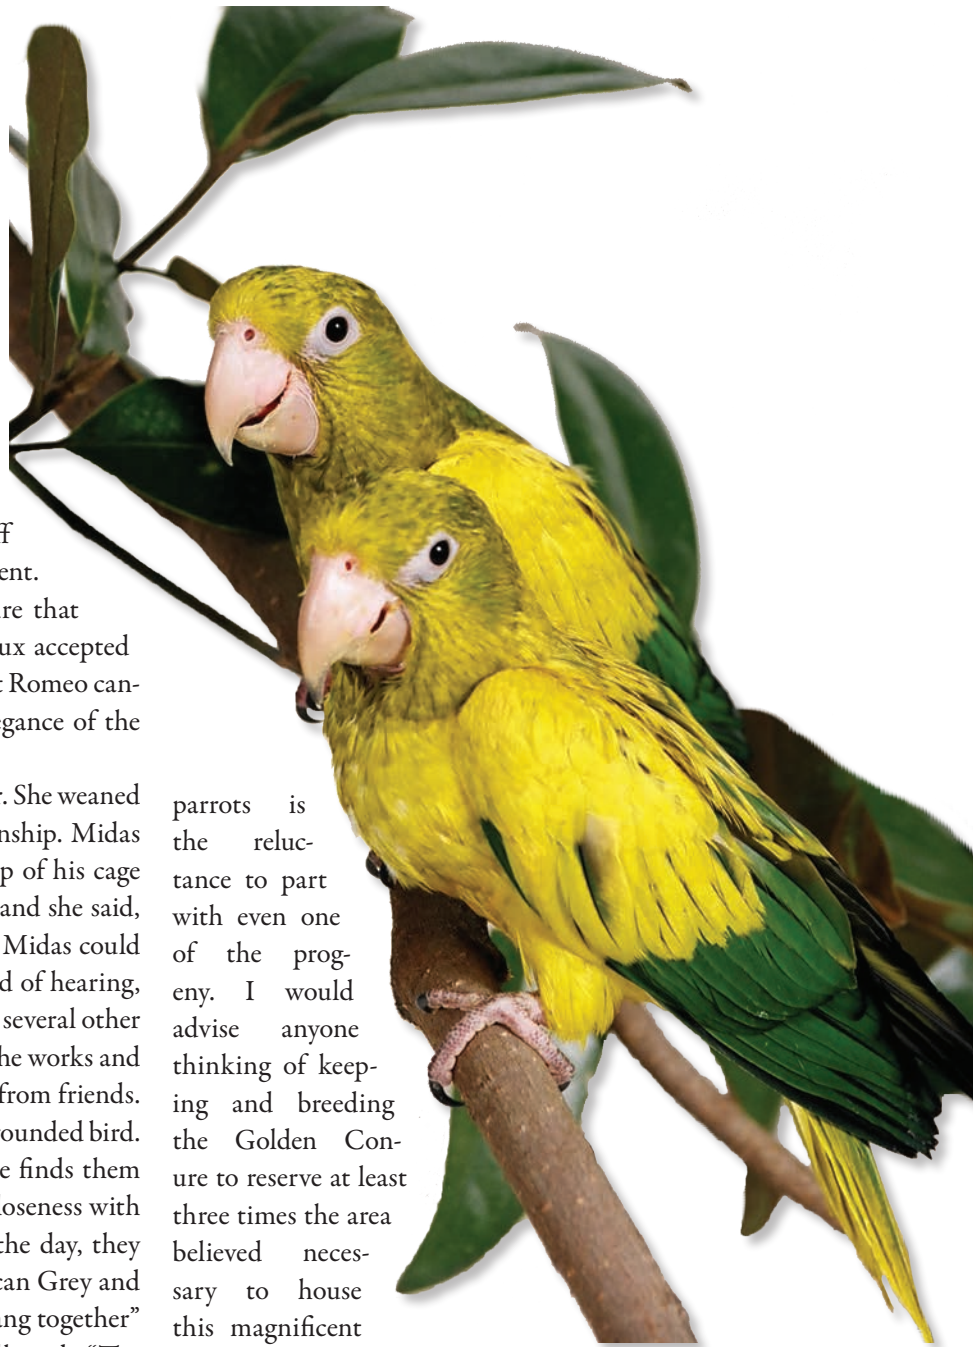 ff
ent.
re that
ux accepted
t Romeo can-
egance of the
r. She weaned
nship. Midas
p of his cage
and she said,
Midas could
d of hearing,
several other
he works and
from friends.
ounded bird.
e finds them
loseness with
the day, they
can Grey and
ang together”
parrots is
the reluc-
tance to part
with even one
of the prog-
eny. I would
advise anyone
thinking of keep-
ing and breeding
the Golden Con-
ure to reserve at least
three times the area
believed neces-
sary to house
this magnificent